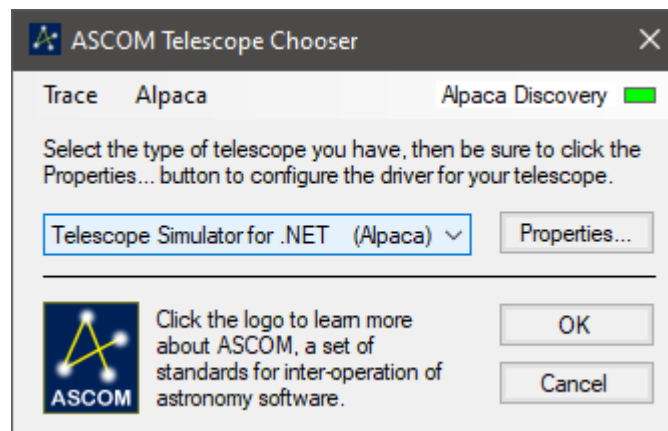 ASCOM Telescope Chooser
Trace Alpaca Alpaca Discovery
Select the type of telescope you have, then be sure to click the
Properties... button to configure the driver for your telescope.
Telescope Simulator for .NET (Alpaca) Properties...
Click the logo to learn more
about ASCOM, a set of
standards for inter-operation of
astronomy software.
OK
Cancel
ASCOM